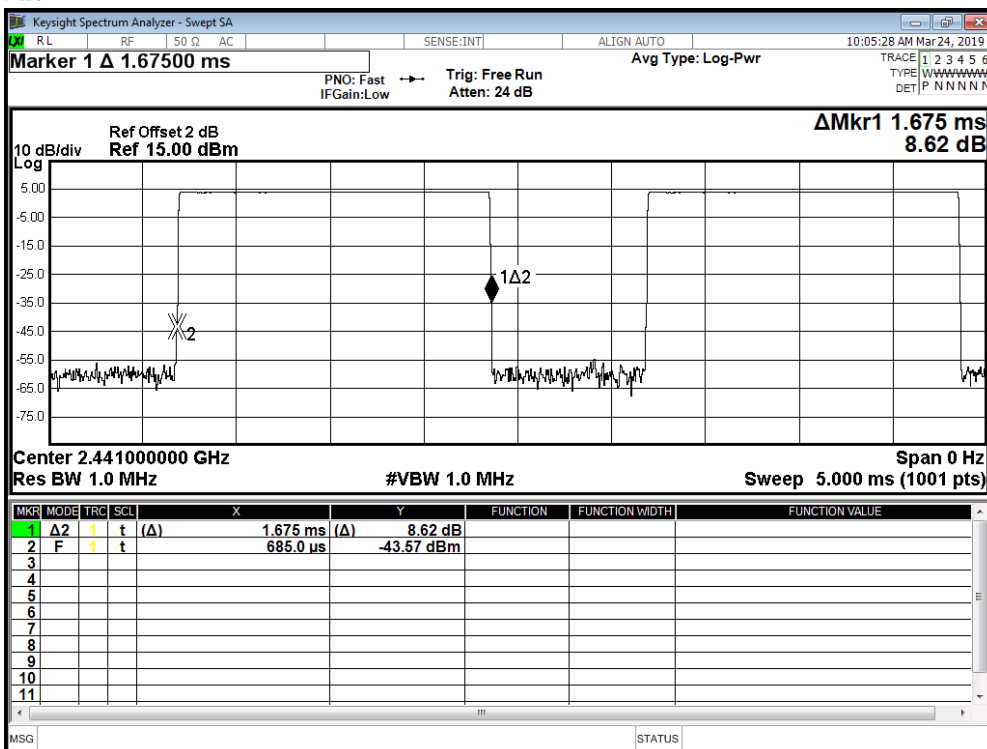 Keysight Spectrum Analyzer - Swept SA
LXI RL RF 50 Ω AC SENSE:INT ALIGN AUTO 10:05:28 AM Mar 24, 2019
Marker 1 Δ 1.67500 ms
PNO: Fast Trig: Free Run Avg Type: Log-Pwr TRACE 1 2 3 4 5 6
IFGain:Low Atten: 24 dB TYPE WWWWWW
DET P N N N N N
ΔMkr1 1.675 ms
8.62 dB
Ref Offset 2 dB
10 dB/div Ref 15.00 dBm
Log
5.00
-5.00
-15.0
-25.0
1Δ2
-35.0
-45.0
2
-55.0
-65.0
-75.0
Center 2.441000000 GHz Span 0 Hz
Res BW 1.0 MHz #VBW 1.0 MHz Sweep 5.000 ms (1001 pts)
MKR MODE TRC SCL X Y FUNCTION FUNCTION WIDTH FUNCTION VALUE
1 Δ2 1 t (Δ) 1.675 ms (Δ) 8.62 dB
2 F 1 t 685.0 µs -43.57 dBm
3
4
5
6
7
8
9
10
11
MSG STATUS